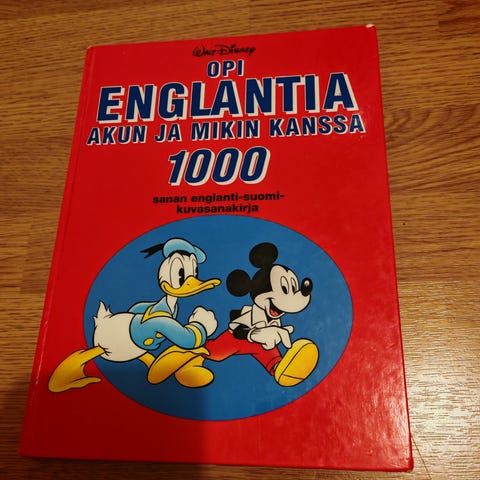 Walt Disney
OPI
ENGLANTIA
AKUN JA MIKIN KANSSA
1000
sanan englanti-suomi-
kuvasanakirja